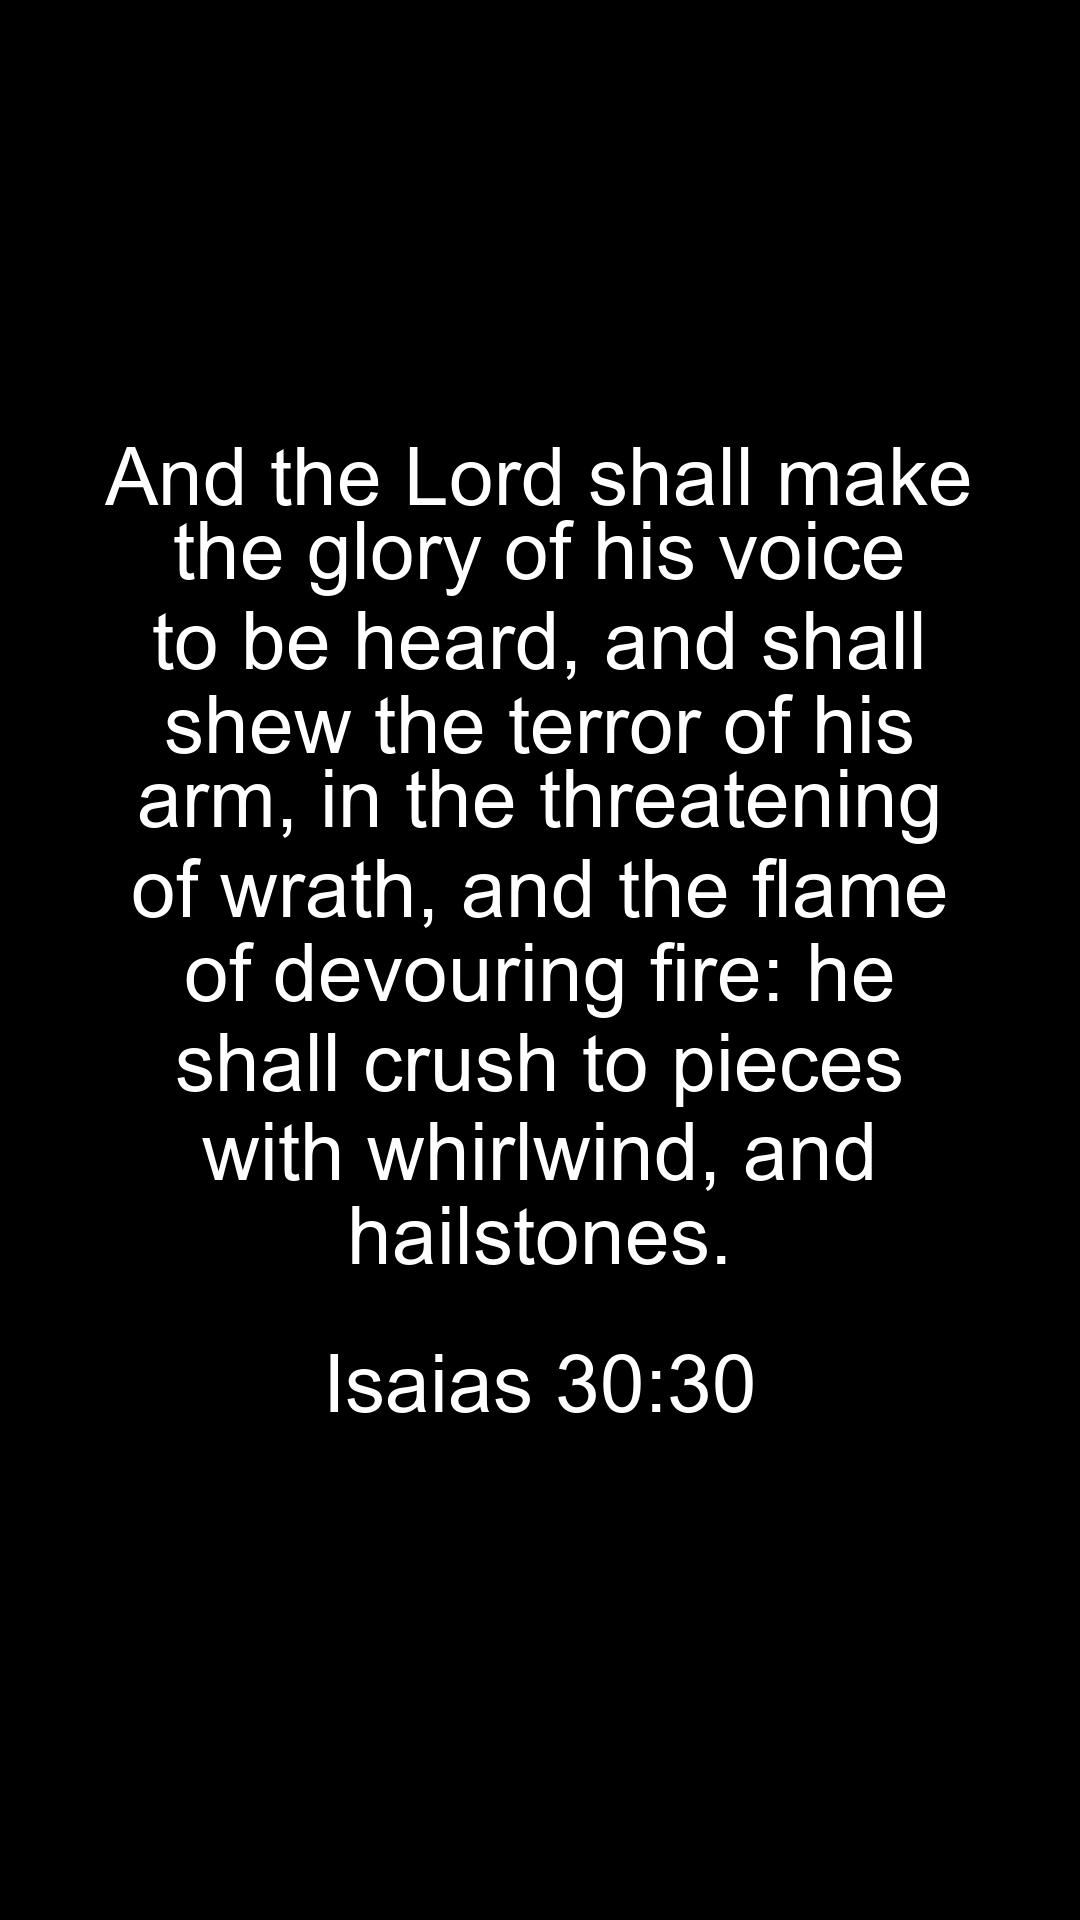 And the Lord shall make
the glory of his voice
to be heard, and shall
shew the terror of his
arm, in the threatening
of wrath, and the flame
of devouring fire: he
shall crush to pieces
with whirlwind, and
hailstones.
Isaias 30:30